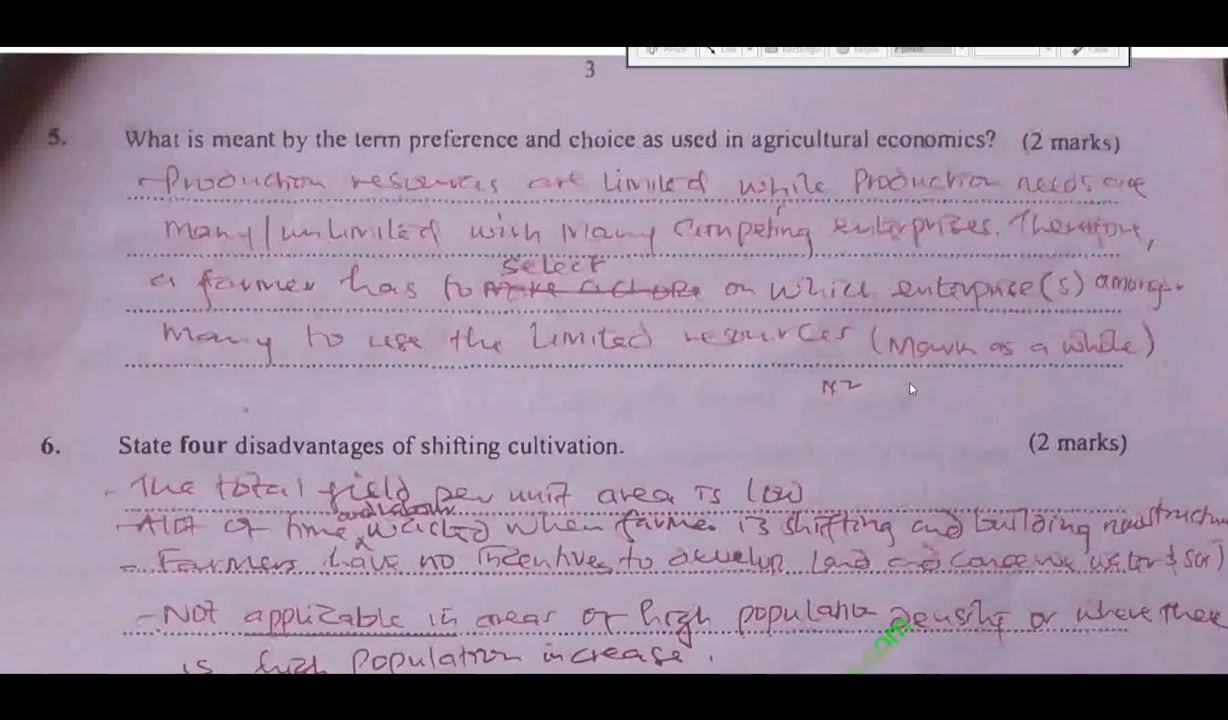 3
5. What is meant by the term preference and choice as used in agricultural economics? (2 marks)
- Production resources are limited while production needs are
many/unlimited with many competing enterprises. Therefore,
select
a farmer has to make a choice on which enterprise(s) among
many to use the limited resources (Mark as a whole)
6. State four disadvantages of shifting cultivation. (2 marks)
- The total yield per unit area is low
and labour
- A lot of time wasted when farmer is shifting and building new structu
- Farmers have no incentives to develop land and conserve water & soil
- Not applicable in areas of high population density or where there
is high population increase.
.com